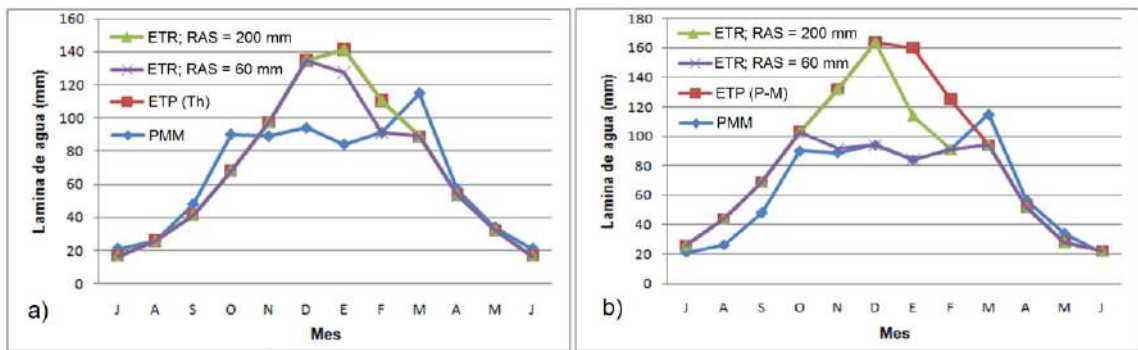 160
140
120
100
80
60
40
20
0
Lamina de agua (mm)
ETR; RAS = 200 mm
ETR; RAS = 60 mm
ETP (Th)
PMM
J A S O N D E F M A M J
Mes
a)
180
160
140
120
100
80
60
40
20
0
Lamina de agua (mm)
ETR; RAS = 200 mm
ETR; RAS = 60 mm
ETP (P-M)
PMM
J A S O N D E F M A M J
Mes
b)